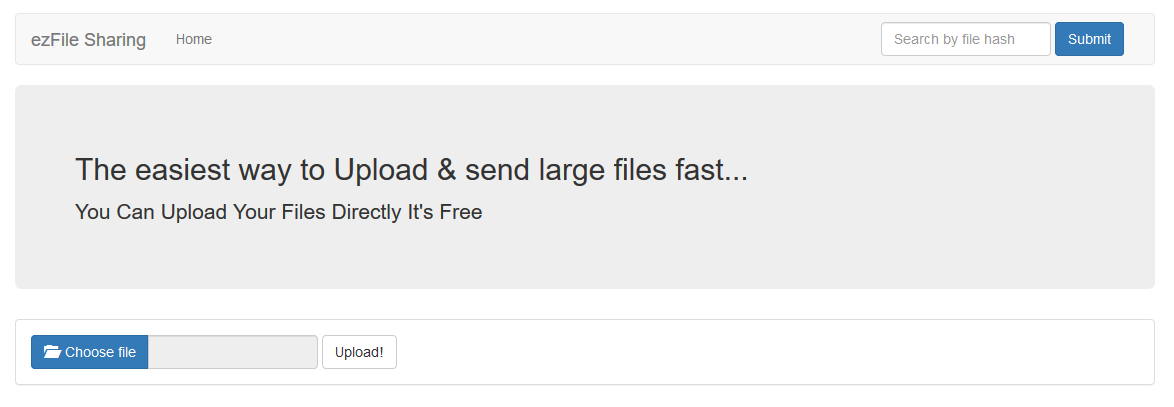 ezFile Sharing Home Search by file hash Submit
The easiest way to Upload & send large files fast...
You Can Upload Your Files Directly It's Free
Choose file Upload!